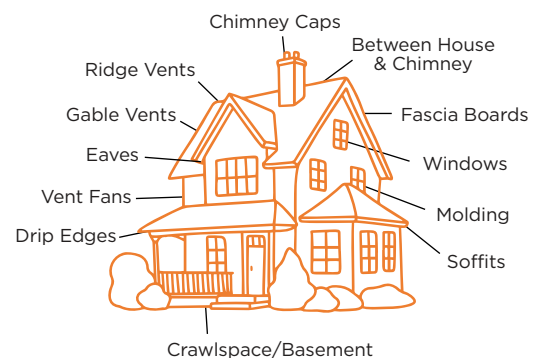 Chimney Caps
Between House
& Chimney
Ridge Vents
Gable Vents
Fascia Boards
Eaves
Windows
Vent Fans
Molding
Drip Edges
Soffits
Crawlspace/Basement